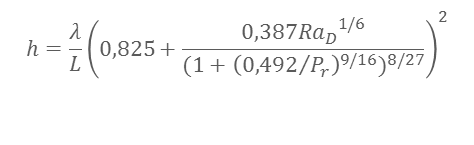 h = λ/L (0,825 + 0,387Ra_D^1/6 / (1 + (0,492/P_r)^9/16)^8/27)^2